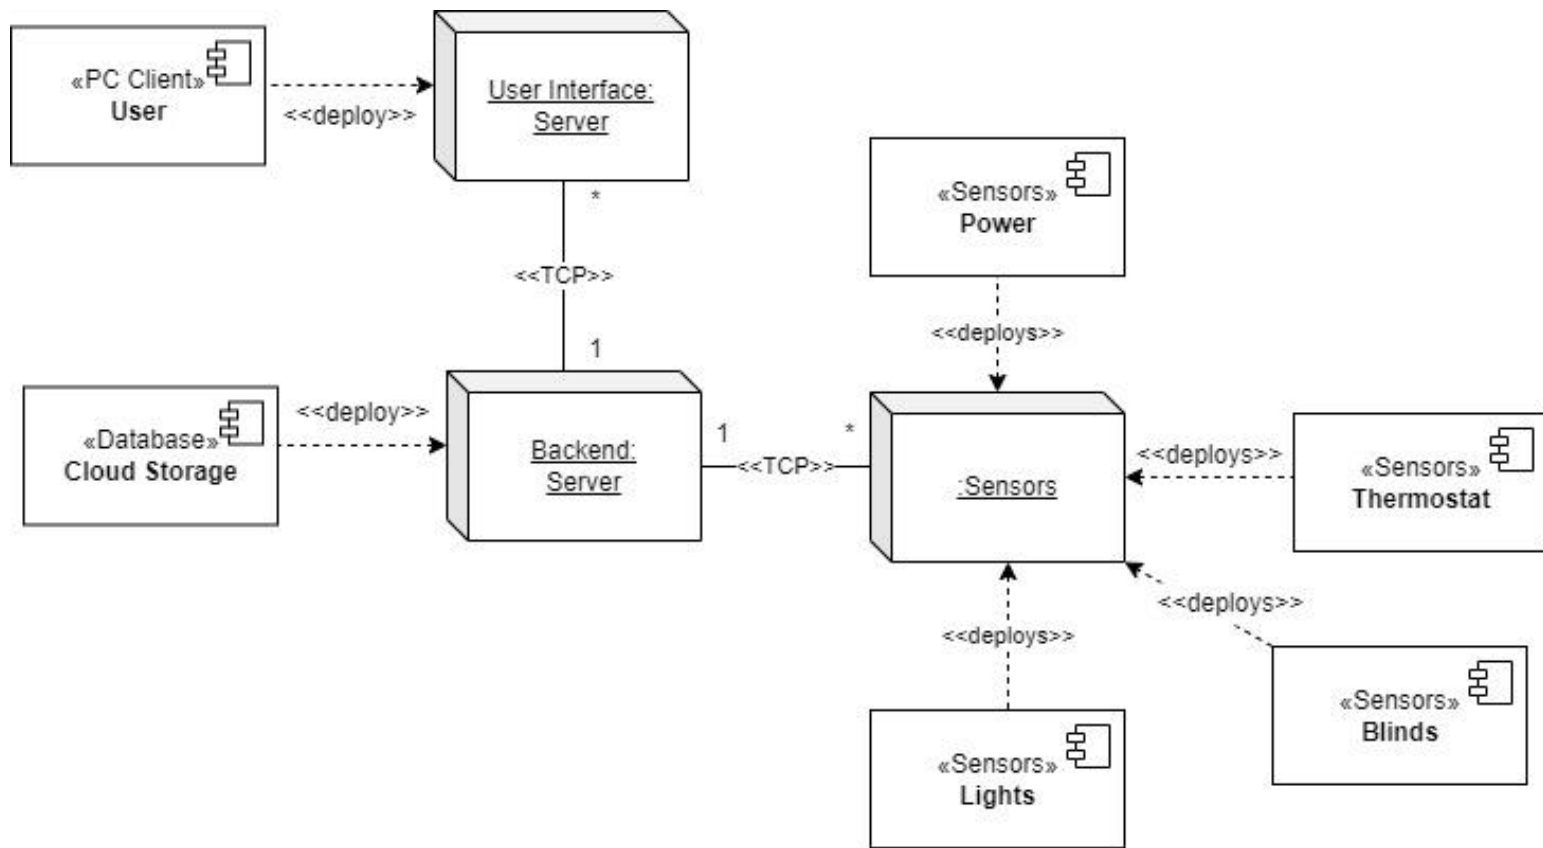 «PC Client»
User
<<deploy>>
User Interface:
Server
*
<<TCP>>
1
«Sensors»
Power
<<deploys>>
«Database»
Cloud Storage
<<deploy>>
Backend:
Server
1
<<TCP>>
*
:Sensors
<<deploys>>
«Sensors»
Thermostat
<<deploys>>
«Sensors»
Blinds
<<deploys>>
«Sensors»
Lights